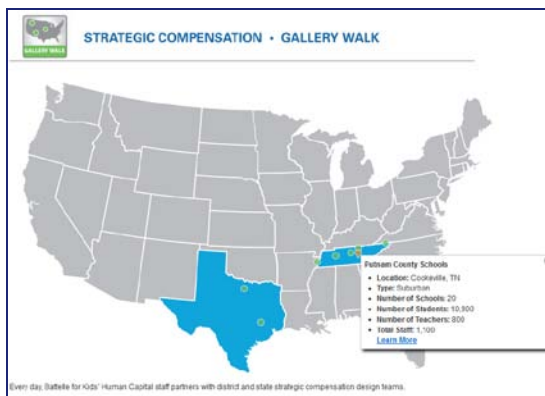 GALLERY WALK
STRATEGIC COMPENSATION • GALLERY WALK
Putnam County Schools
• Location: Cookeville, TN
• Type: Suburban
• Number of Schools: 20
• Number of Students: 10,900
• Number of Teachers: 800
• Total Staff: 1,100
Learn More
Every day, Battelle for Kids' Human Capital staff partners with district and state strategic compensation design teams.